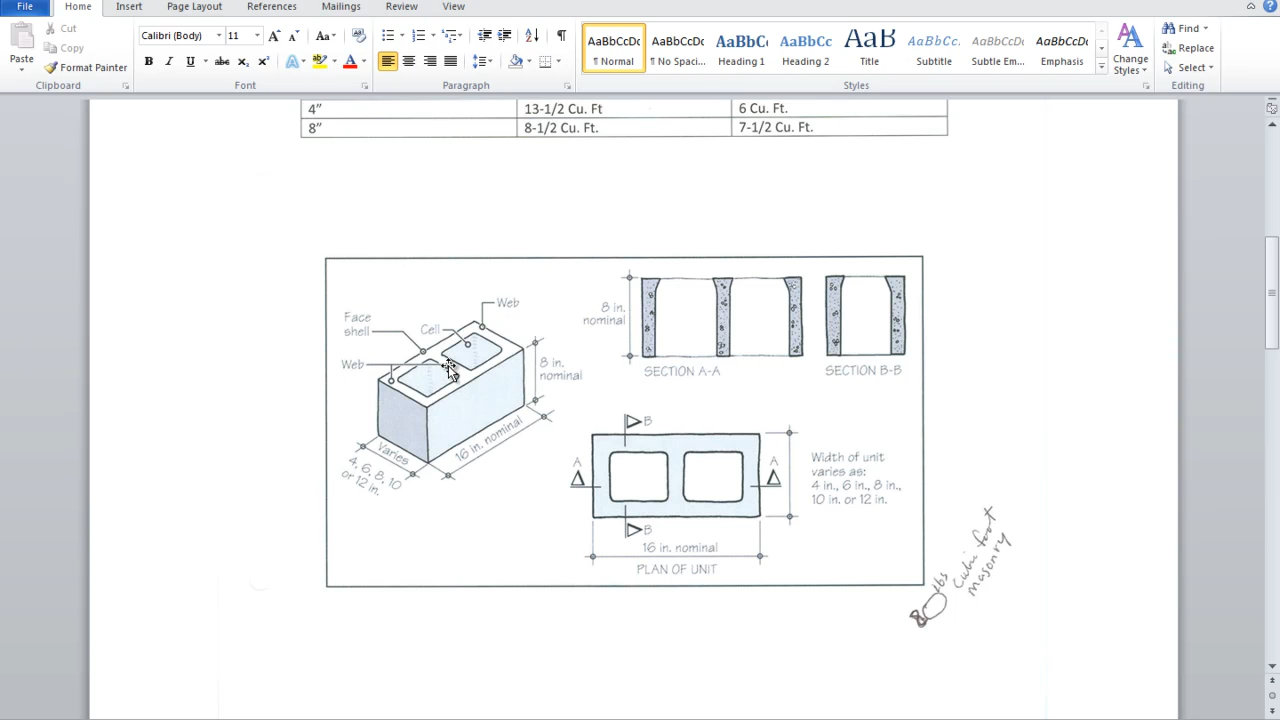 File
Home
Insert
Page Layout
References
Mailings
Review
View
Paste
Cut
Copy
Format Painter
Clipboard
Calibri (Body)
11
Font
Paragraph
AaBbCcDc
¶ Normal
AaBbCcDc
¶ No Spaci...
AaBbCc
Heading 1
AaBbCc
Heading 2
AaB
Title
AaBbCc.
Subtitle
AaBbCcDc
Subtle Em...
AaBbCcDc
Emphasis
Styles
Change
Styles
Find
Replace
Select
Editing
4" 13-1/2 Cu. Ft 6 Cu. Ft.
8" 8-1/2 Cu. Ft. 7-1/2 Cu. Ft.
Web
Face
shell
Cell
Web
8 in.
nominal
16 in. nominal
Varies
4, 6, 8, 10
or 12 in.
8 in.
nominal
SECTION A-A
SECTION B-B
B
A
A
B
Width of unit
varies as:
4 in., 6 in., 8 in.,
10 in. or 12 in.
16 in. nominal
PLAN OF UNIT
80 lbs
cubic foot
masonry